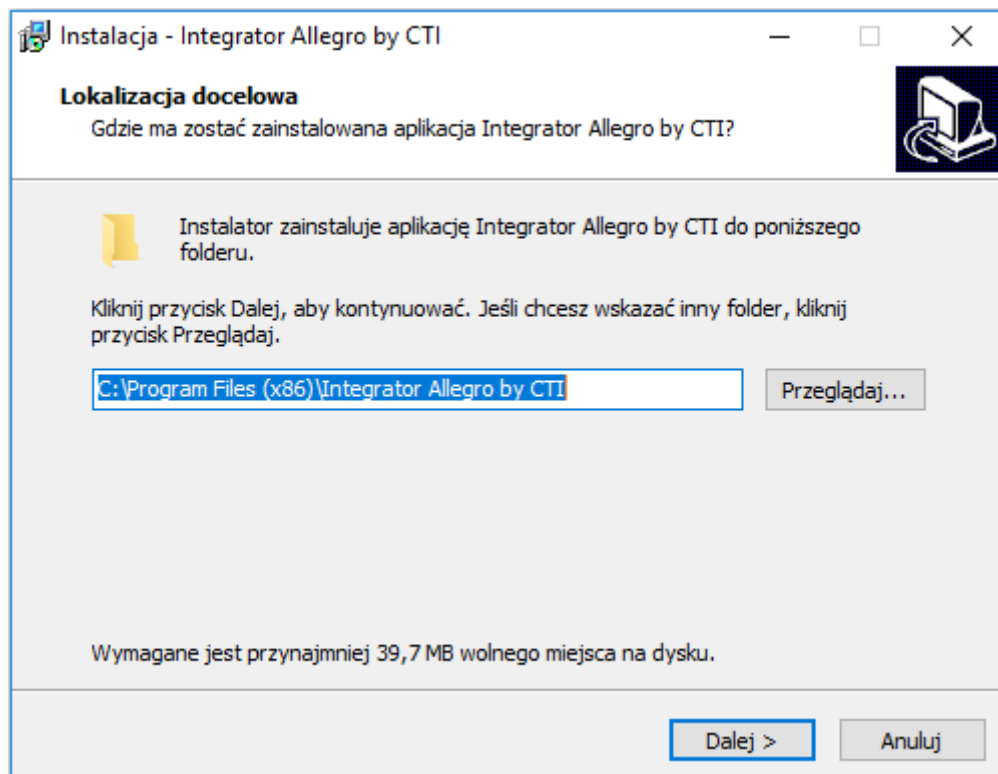 Instalacja - Integrator Allegro by CTI
Lokalizacja docelowa
Gdzie ma zostać zainstalowana aplikacja Integrator Allegro by CTI?
Instalator zainstaluje aplikację Integrator Allegro by CTI do poniższego
folderu.
Kliknij przycisk Dalej, aby kontynuować. Jeśli chcesz wskazać inny folder, kliknij
przycisk Przeglądaj.
C:\Program Files (x86)\Integrator Allegro by CTI
Przeglądaj...
Wymagane jest przynajmniej 39,7 MB wolnego miejsca na dysku.
Dalej >
Anuluj